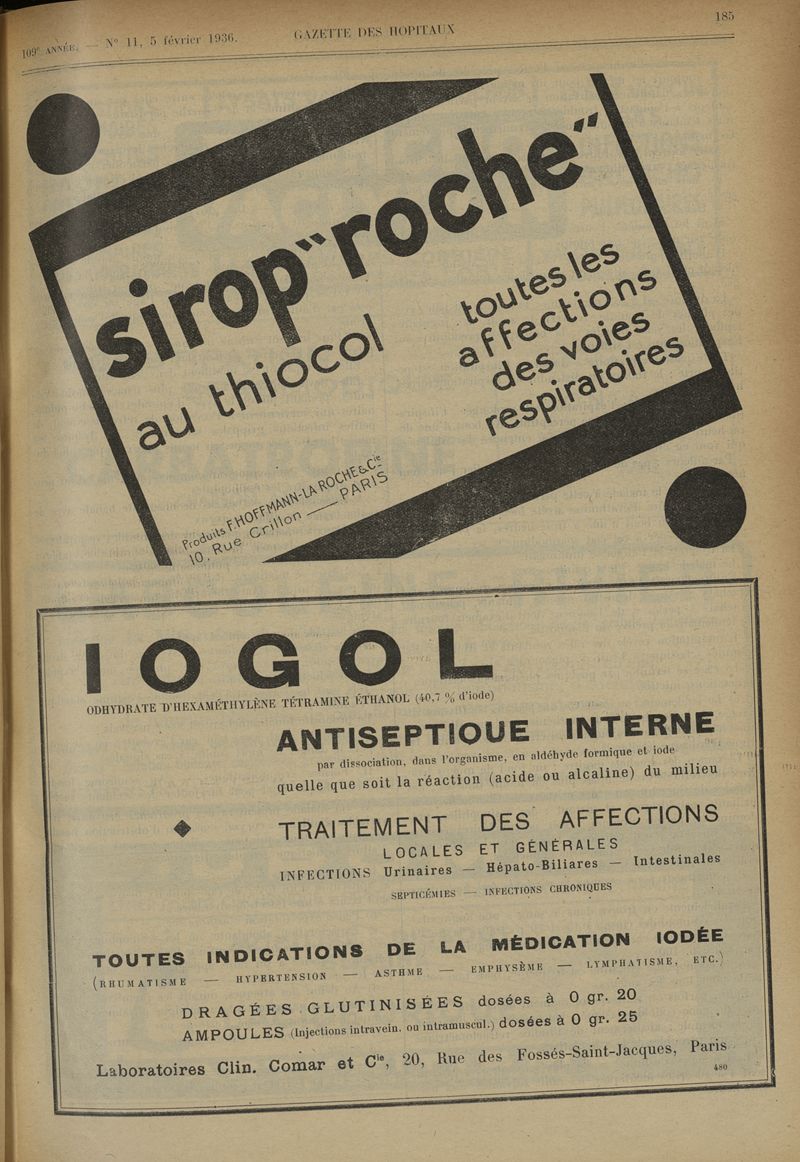 109e ANNÉE. — N° 11, 5 février 1936.
GAZETTE DES HOPITAUX
185
sirop "roche"
au thiocol
toutes les
affections
des voies
respiratoires
Produits F. HOFFMANN-LA ROCHE & Cie
10. Rue Crillon — PARIS
IOGOL
ODHYDRATE D'HEXAMÉTHYLÈNE TÉTRAMINE ÉTHANOL (40,7 % d'iode)
ANTISEPTIQUE INTERNE
par dissociation, dans l'organisme, en aldéhyde formique et iode
quelle que soit la réaction (acide ou alcaline) du milieu
TRAITEMENT DES AFFECTIONS
LOCALES ET GÉNÉRALES
INFECTIONS Urinaires — Hépato-Biliares — Intestinales
SEPTICÉMIES — INFECTIONS CHRONIQUES
TOUTES INDICATIONS DE LA MÉDICATION IODÉE
(RHUMATISME — HYPERTENSION — ASTHME — EMPHYSÈME — LYMPHATISME, ETC.)
DRAGÉES GLUTINISÉES dosées à 0 gr. 20
AMPOULES (Injections intravein. ou intramuscul.) dosées à 0 gr. 25
Laboratoires Clin. Comar et Cie, 20, Rue des Fossés-Saint-Jacques, Paris
480